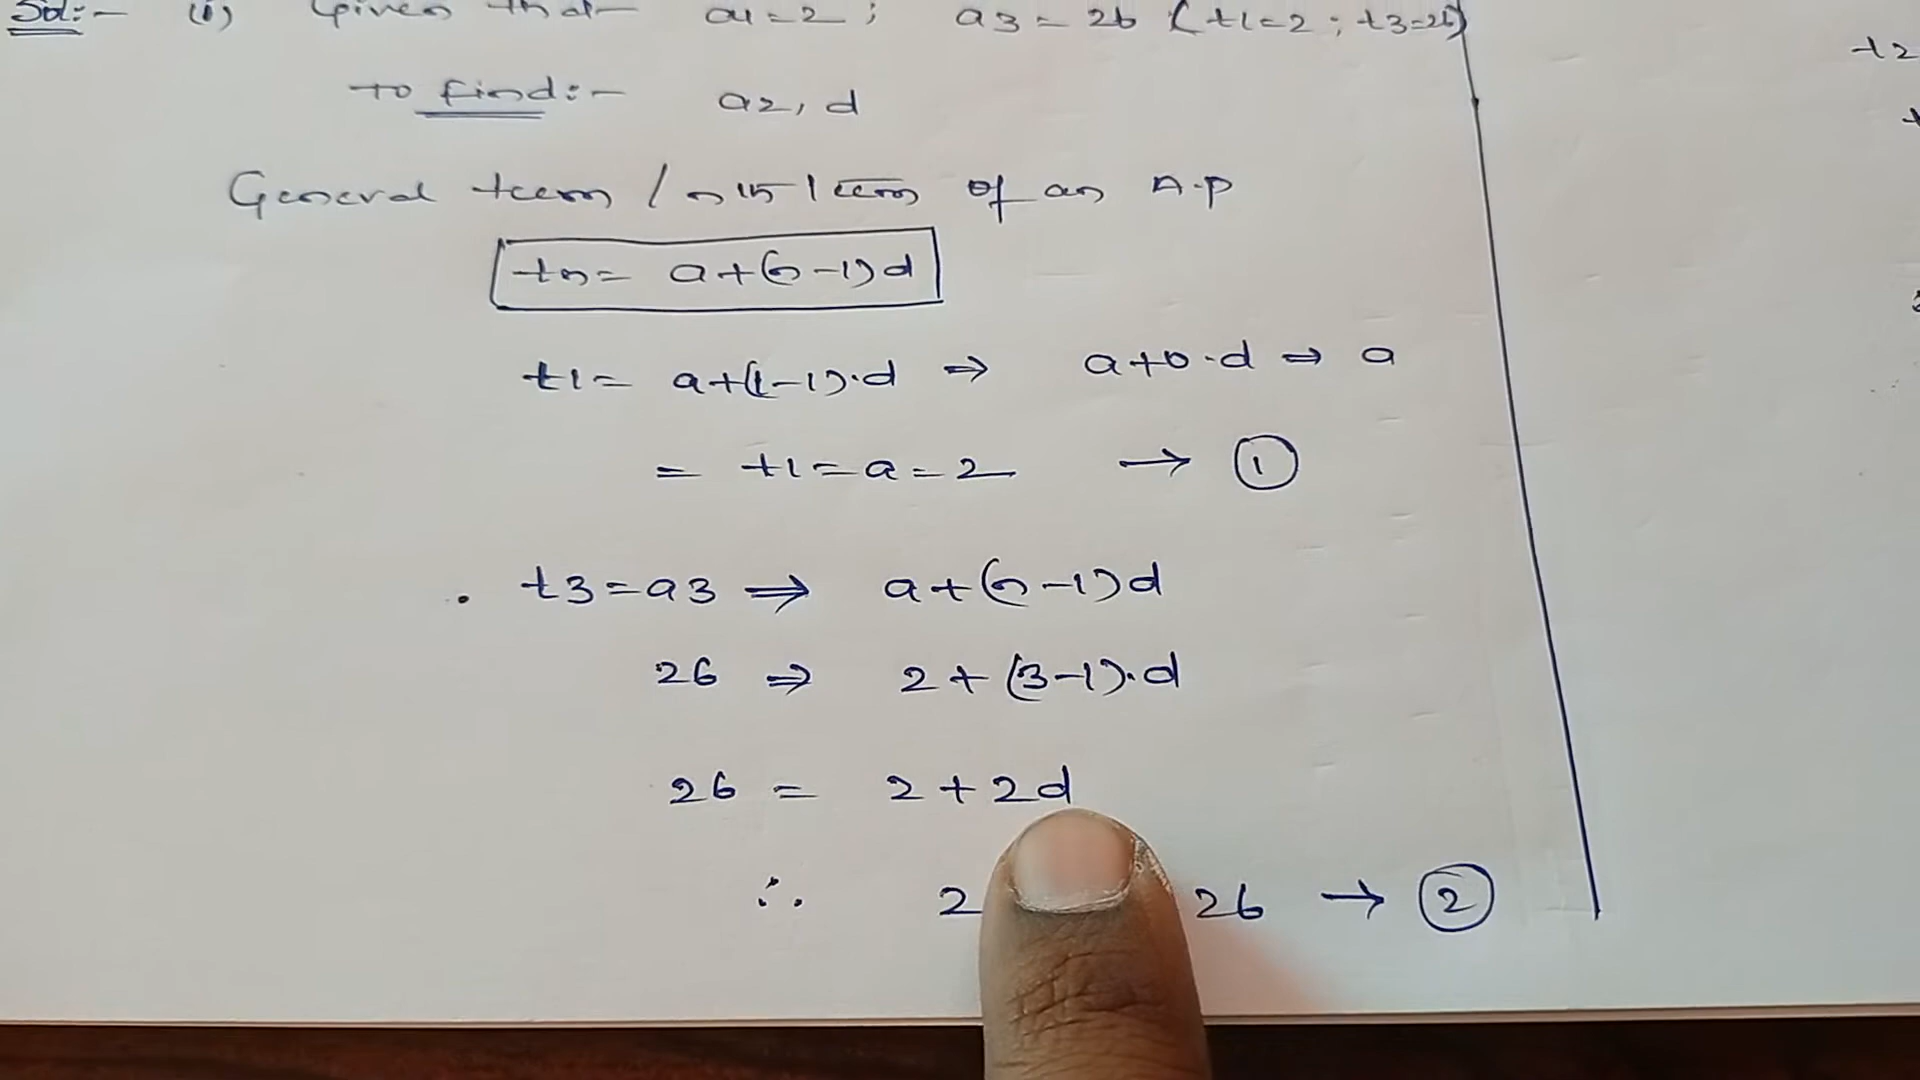 Sol:- (i) Given that a1=2; a3=26 (t1=2; t3=26)
to find:- a2, d
General term / nth term of an A.P
tn= a+(n-1)d
t1= a+(1-1).d ⇒ a+0.d ⇒ a
= t1=a=2 → ①
. t3=a3 ⇒ a+(n-1)d
26 ⇒ 2+(3-1).d
26 = 2+2d
∴ 2 26 → ②
t2